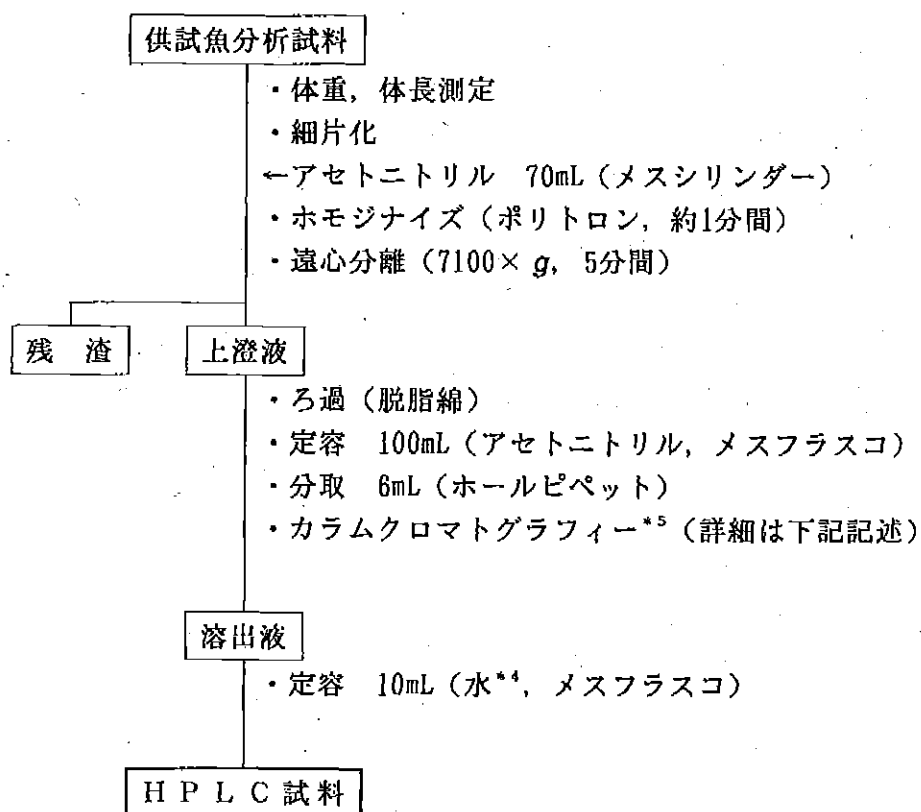 供試魚分析試料
・体重，体長測定
・細片化
←アセトニトリル 70mL（メスシリンダー）
・ホモジナイズ（ポリトロン，約1分間）
・遠心分離（7100× g，5分間）
残 渣 上澄液
・ろ過（脱脂綿）
・定容 100mL（アセトニトリル，メスフラスコ）
・分取 6mL（ホールピペット）
・カラムクロマトグラフィー*5（詳細は下記記述）
溶出液
・定容 10mL（水*4，メスフラスコ）
ＨＰＬＣ試料